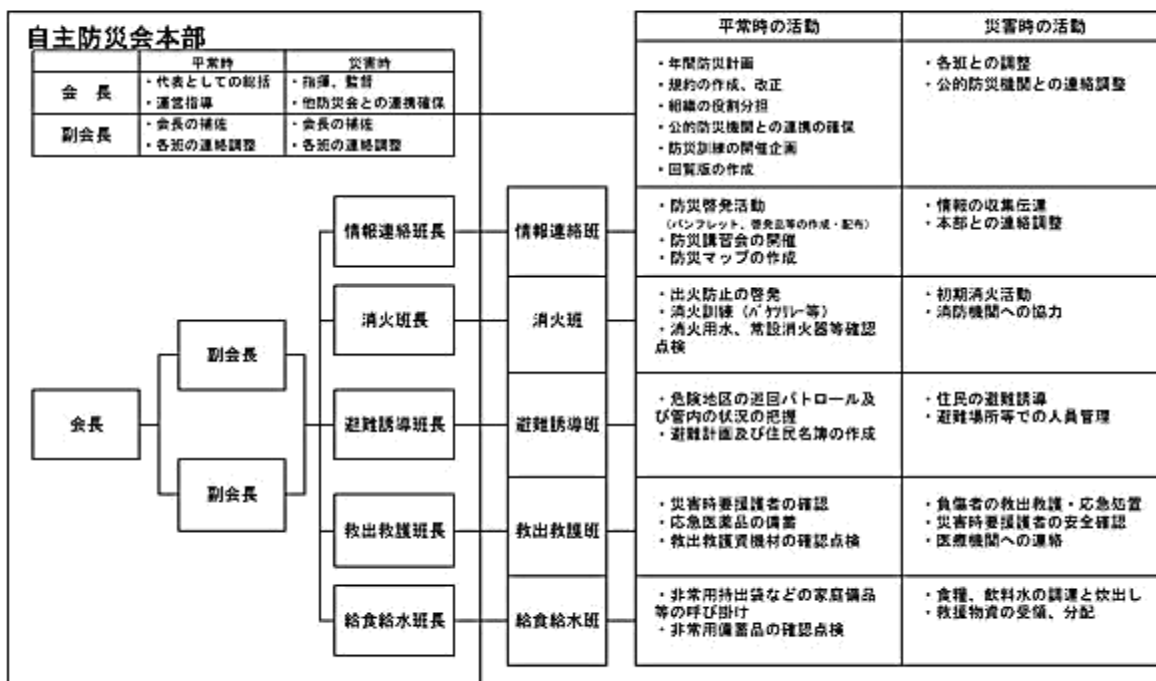 自主防災会本部
平常時 災害時
会 長
・代表としての総括
・運営指導
・指揮、監督
・他防災会との連携確保
副会長
・会長の補佐
・各班の連絡調整
・会長の補佐
・各班の連絡調整
平常時の活動 災害時の活動
・年間防災計画
・規約の作成、改正
・組織の役割分担
・公的防災機関との連携の確保
・防災訓練の開催企画
・回覧版の作成
・各班との調整
・公的防災機関との連絡調整
会長
副会長
副会長
情報連絡班長
情報連絡班
・防災啓発活動
(パンフレット、啓発品等の作成・配布)
・防災講習会の開催
・防災マップの作成
・情報の収集伝達
・本部との連絡調整
消火班長
消火班
・出火防止の啓発
・消火訓練(バケツリレー等)
・消火用水、常設消火器等確認
点検
・初期消火活動
・消防機関への協力
避難誘導班長
避難誘導班
・危険地区の巡回パトロール及
び管内の状況の把握
・避難計画及び住民名簿の作成
・住民の避難誘導
・避難場所等での人員管理
救出救護班長
救出救護班
・災害時要援護者の確認
・応急医薬品の備蓄
・救出救護資機材の確認点検
・負傷者の救出救護・応急処置
・災害時要援護者の安全確認
・医療機関への連絡
給食給水班長
給食給水班
・非常用持出袋などの家庭備品
等の呼び掛け
・非常用備蓄品の確認点検
・食糧、飲料水の調達と炊出し
・救援物資の受領、分配